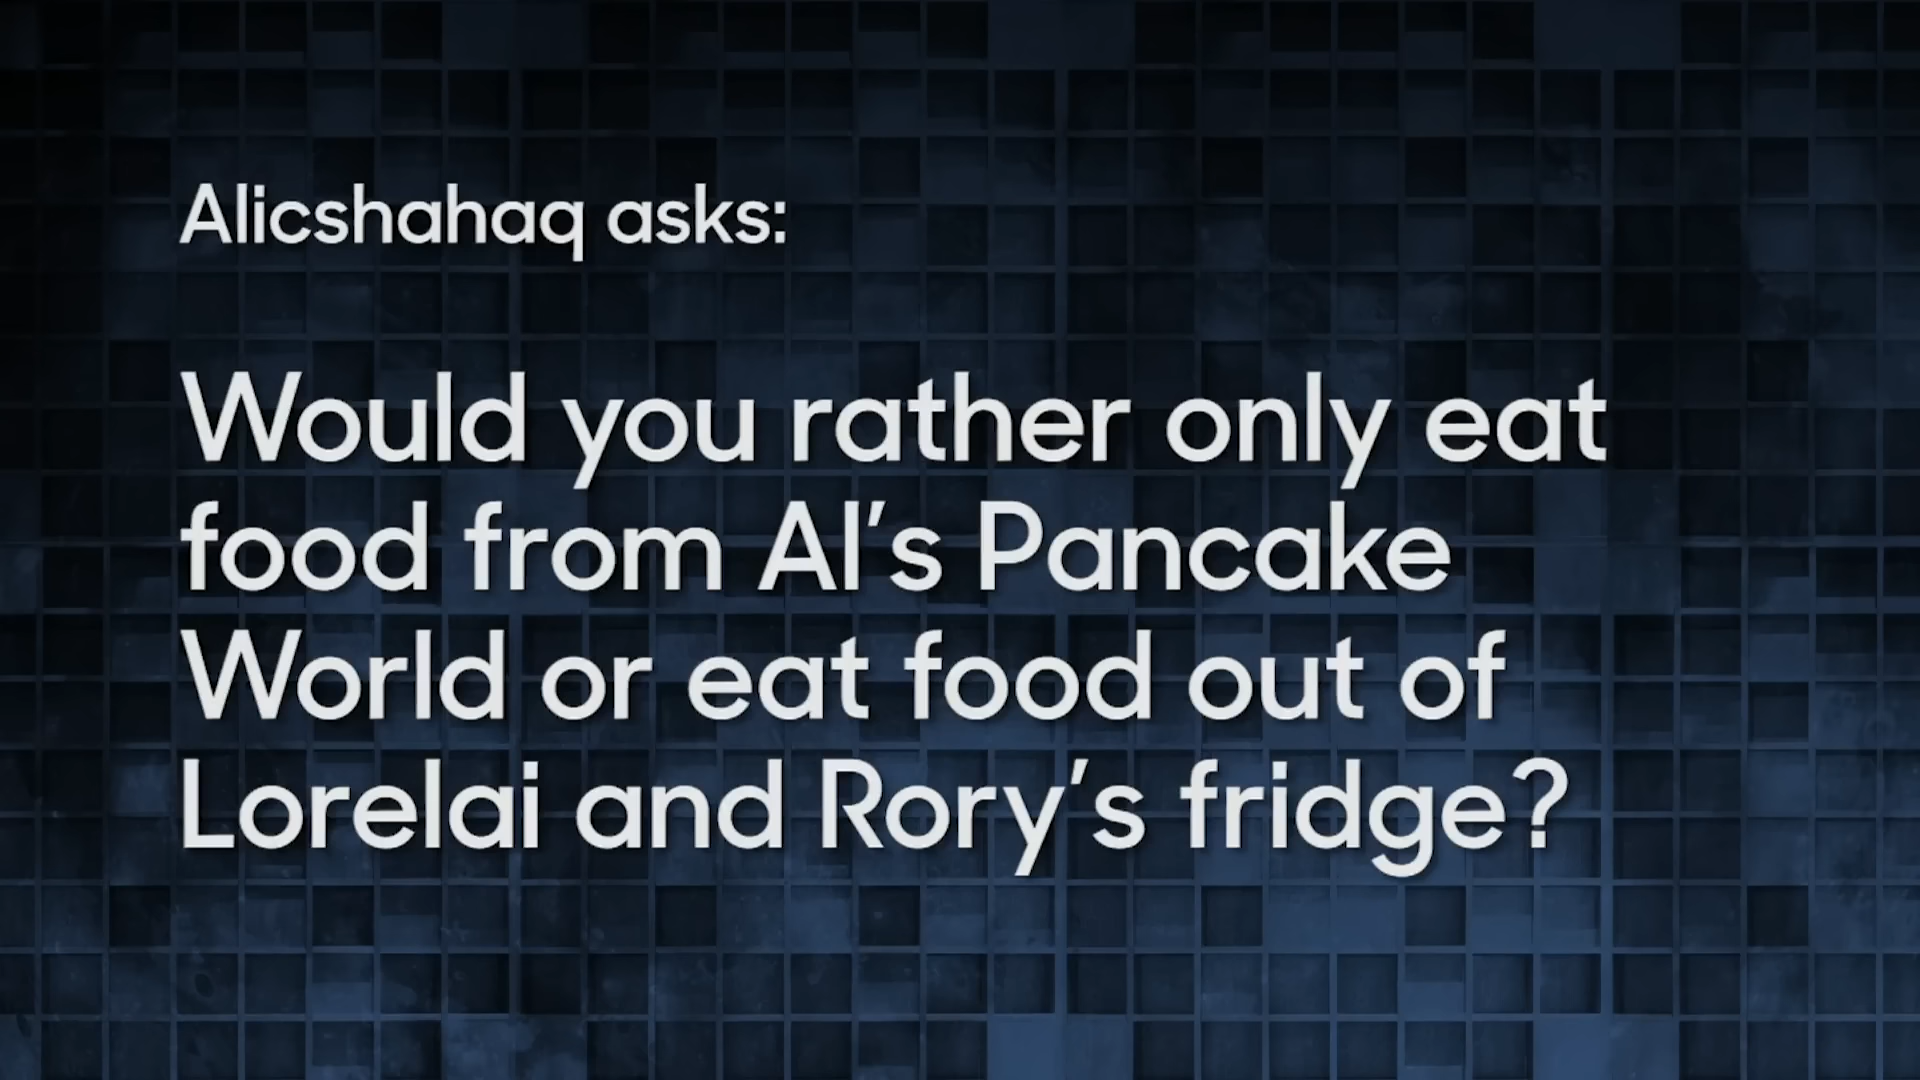 Alicshahaq asks:
Would you rather only eat
food from Al's Pancake
World or eat food out of
Lorelai and Rory's fridge?